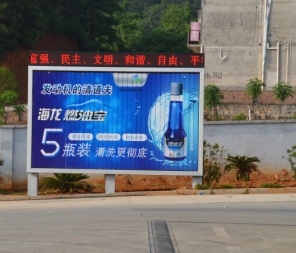 富强、民主、文明、和谐、自由、平
发动机的清道夫
海龙 燃油宝
5瓶装 清洗更彻底